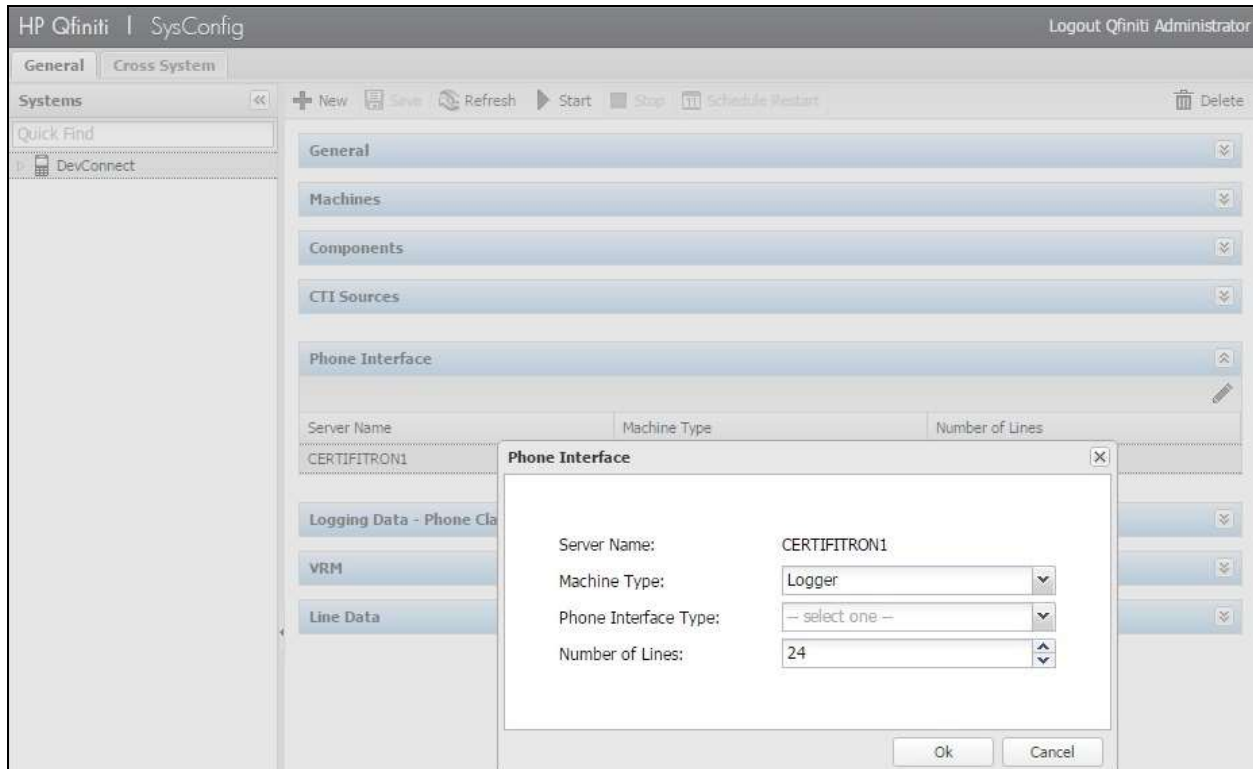 HP Qfiniti | SysConfig Logout Qfiniti Administrator
General Cross System
Systems New Save Refresh Start Stop Schedule Restart Delete
Quick Find
DevConnect
General
Machines
Components
CTI Sources
Phone Interface
Server Name Machine Type Number of Lines
CERTIFITRON1
Phone Interface
Server Name: CERTIFITRON1
Machine Type: Logger
Phone Interface Type: -- select one --
Number of Lines: 24
Ok Cancel
Logging Data - Phone Cla
VRM
Line Data